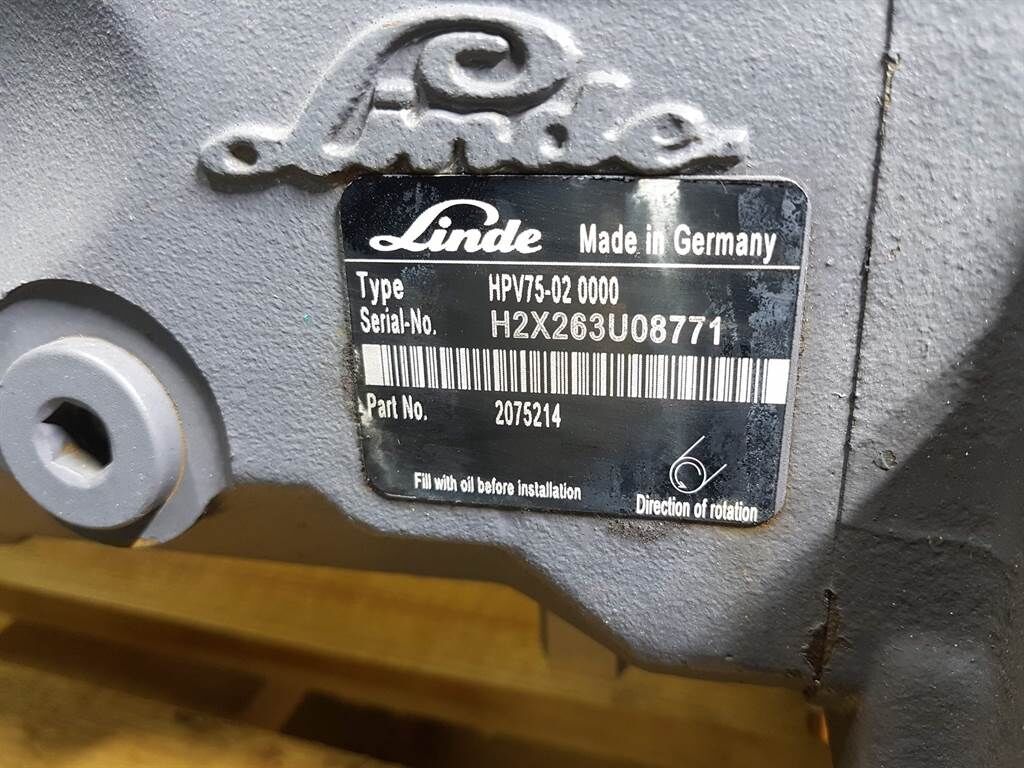 Linde
Linde Made in Germany
Type HPV75-02 0000
Serial-No. H2X263U08771
Part No. 2075214
Fill with oil before installation
Direction of rotation